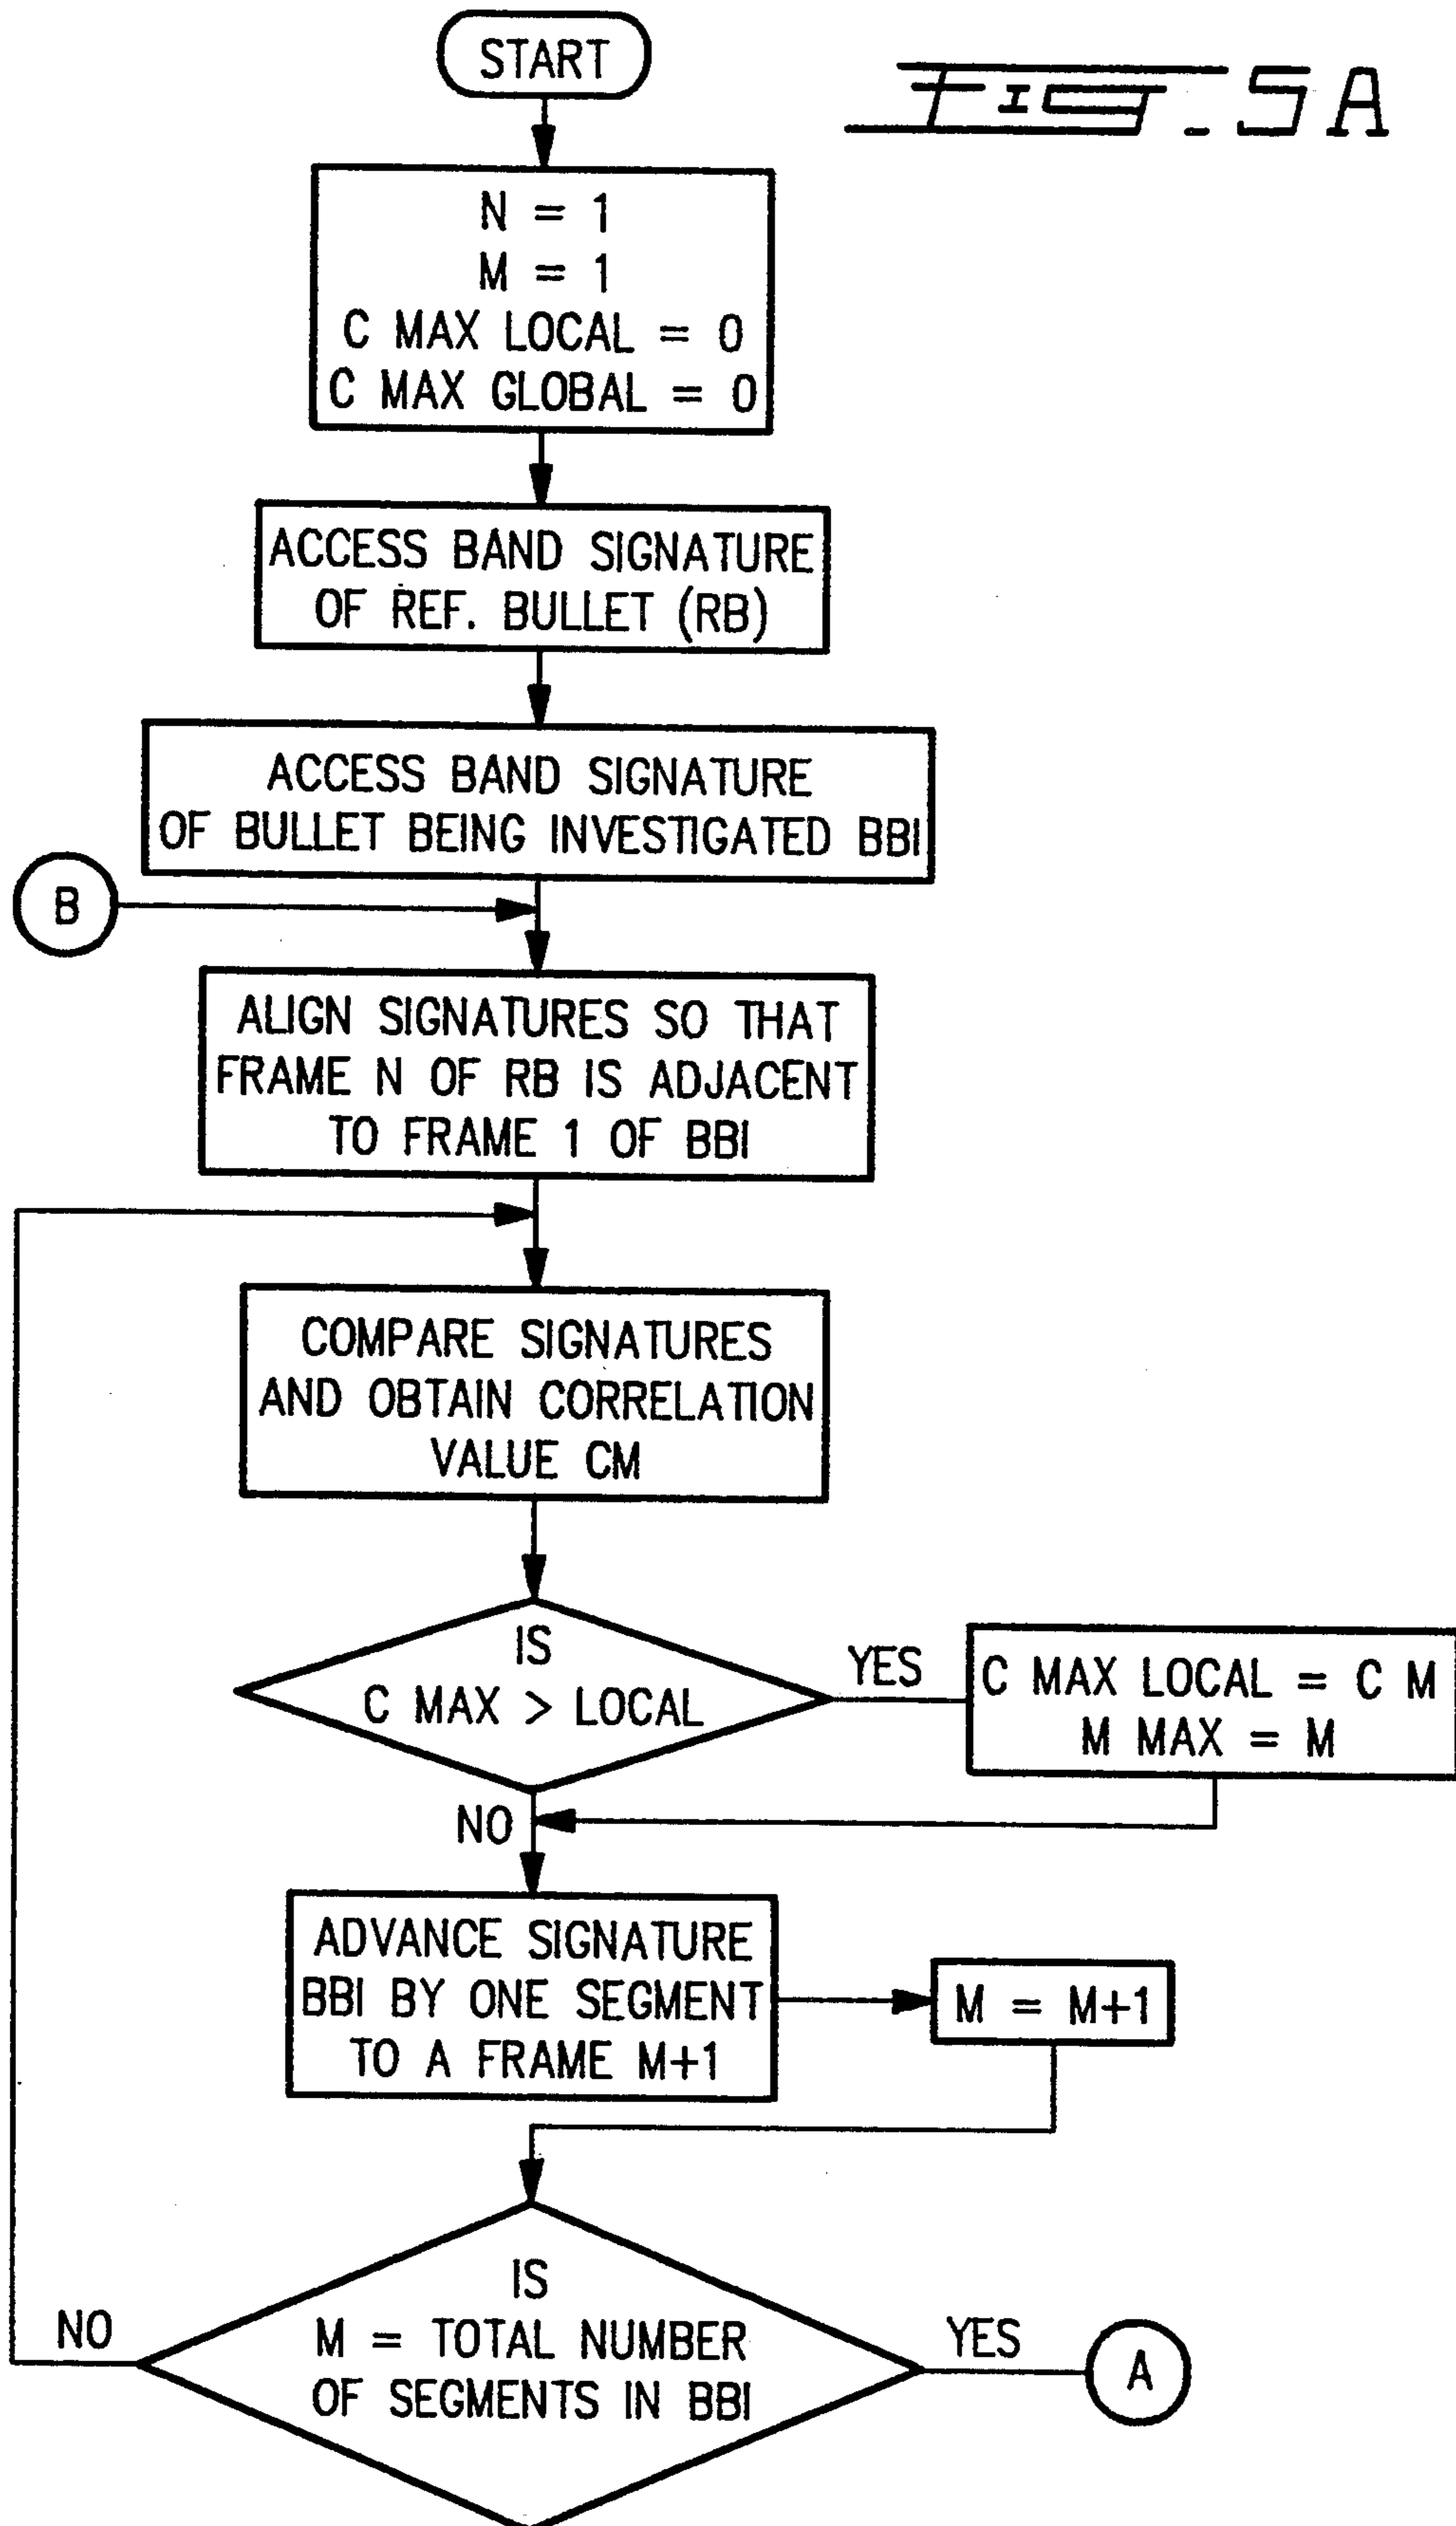 START
FIG. 5A
N = 1
M = 1
C MAX LOCAL = 0
C MAX GLOBAL = 0
ACCESS BAND SIGNATURE
OF REF. BULLET (RB)
ACCESS BAND SIGNATURE
OF BULLET BEING INVESTIGATED BBI
B
ALIGN SIGNATURES SO THAT
FRAME N OF RB IS ADJACENT
TO FRAME 1 OF BBI
COMPARE SIGNATURES
AND OBTAIN CORRELATION
VALUE CM
IS
C MAX > LOCAL
YES
C MAX LOCAL = C M
M MAX = M
NO
ADVANCE SIGNATURE
BBI BY ONE SEGMENT
TO A FRAME M+1
M = M+1
IS
M = TOTAL NUMBER
OF SEGMENTS IN BBI
NO
YES
A